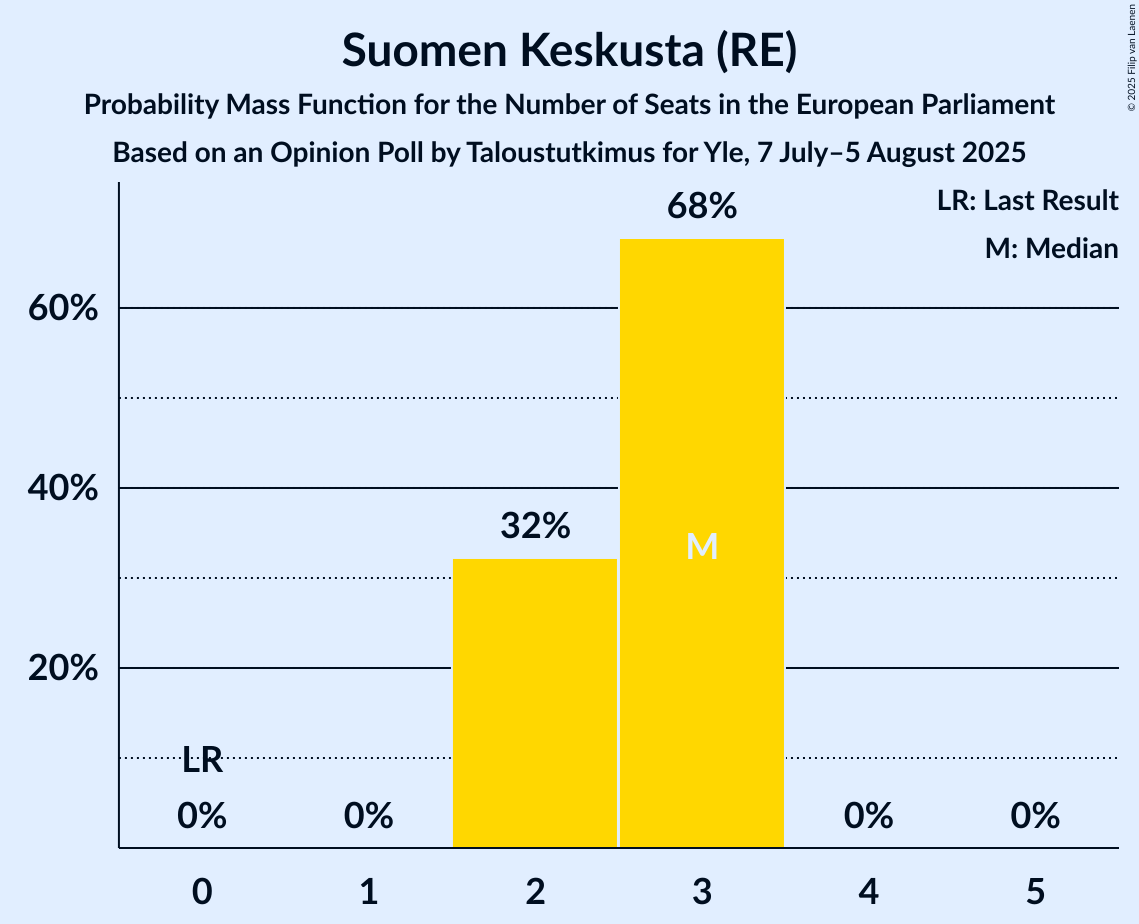 Suomen Keskusta (RE)
Probability Mass Function for the Number of Seats in the European Parliament
Based on an Opinion Poll by Taloustutkimus for Yle, 7 July–5 August 2025
© 2025 Filip van Laenen
LR: Last Result
M: Median
68%
60%
40%
32%
M
20%
LR
0%
0%
0%
0%
0
1
2
3
4
5